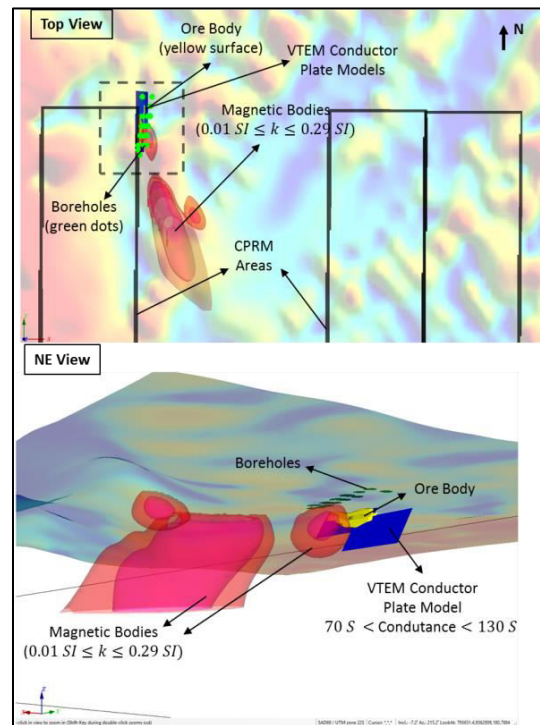 Top View
N
Ore Body
(yellow surface)
VTEM Conductor
Plate Models
Magnetic Bodies
(0.01 SI ≤ k ≤ 0.29 SI)
Boreholes
(green dots)
CPRM
Areas
NE View
Boreholes
Ore Body
VTEM Conductor
Plate Model
70 S < Condutance < 130 S
Magnetic Bodies
(0.01 SI ≤ k ≤ 0.29 SI)